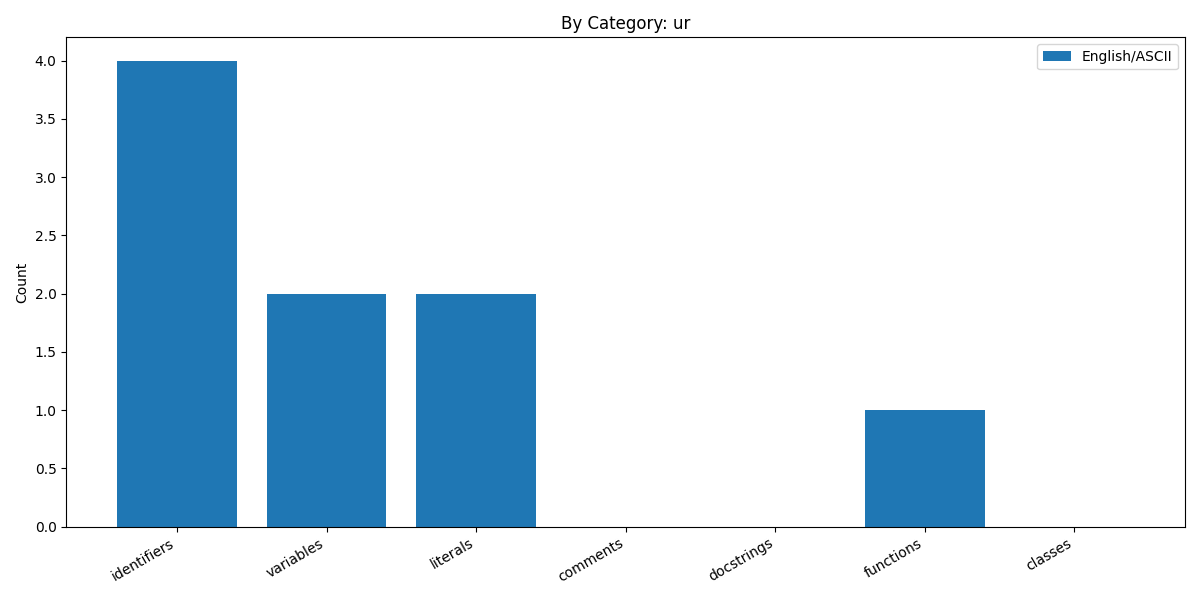 By Category: ur
English/ASCII
Count
4.0
3.5
3.0
2.5
2.0
1.5
1.0
0.5
0.0
identifiers
variables
literals
comments
docstrings
functions
classes